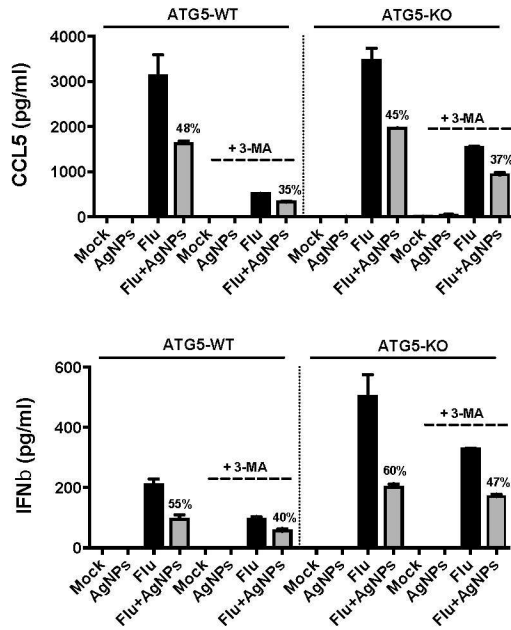 ATG5-WT ATG5-KO
4000
3000
2000
1000
0
CCL5 (pg/ml)
48%
+ 3-MA
35%
45%
+ 3-MA
37%
Mock AgNPs Flu Flu+AgNPs Mock AgNPs Flu Flu+AgNPs Mock AgNPs Flu Flu+AgNPs Mock AgNPs Flu Flu+AgNPs
ATG5-WT ATG5-KO
600
400
200
0
IFNb (pg/ml)
55%
+ 3-MA
40%
60%
+ 3-MA
47%
Mock AgNPs Flu Flu+AgNPs Mock AgNPs Flu Flu+AgNPs Mock AgNPs Flu Flu+AgNPs Mock AgNPs Flu Flu+AgNPs